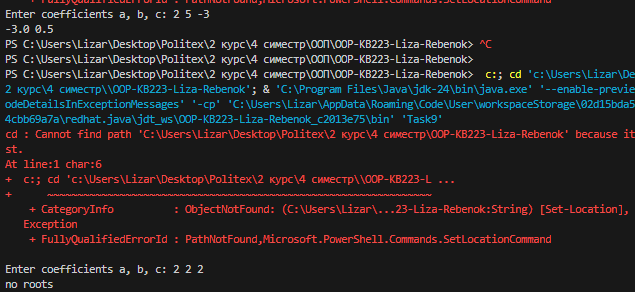 + FullyQualifiedErrorId : PathNotFound,Microsoft.PowerShell.Commands.SetLocationCommand
Enter coefficients a, b, c: 2 5 -3
-3.0 0.5
PS C:\Users\Lizar\Desktop\Politex\2 курс\4 симестр\ООП\OOP-KB223-Liza-Rebenok> ^C
PS C:\Users\Lizar\Desktop\Politex\2 курс\4 симестр\ООП\OOP-KB223-Liza-Rebenok>
PS C:\Users\Lizar\Desktop\Politex\2 курс\4 симестр\ООП\OOP-KB223-Liza-Rebenok>  c:; cd 'c:\Users\Lizar\De
2 курс\4 симестр\\OOP-KB223-Liza-Rebenok'; & 'C:\Program Files\Java\jdk-24\bin\java.exe' '--enable-previe
odeDetailsInExceptionMessages' '-cp' 'C:\Users\Lizar\AppData\Roaming\Code\User\workspaceStorage\02d15bda5
4cbb69a7a\redhat.java\jdt_ws\OOP-KB223-Liza-Rebenok_c2013e75\bin' 'Task9'
cd : Cannot find path 'C:\Users\Lizar\Desktop\Politex\2 курс\4 симестр\OOP-KB223-Liza-Rebenok' because it
st.
At line:1 char:6
+  c:; cd 'c:\Users\Lizar\Desktop\Politex\2 курс\4 симестр\\OOP-KB223-L ...
+      ~~~~~~~~~~~~~~~~~~~~~~~~~~~~~~~~~~~~~~~~~~~~~~~~~~~~~~~~~~~~~~~~~
+ CategoryInfo          : ObjectNotFound: (C:\Users\Lizar\...23-Liza-Rebenok:String) [Set-Location],
Exception
+ FullyQualifiedErrorId : PathNotFound,Microsoft.PowerShell.Commands.SetLocationCommand
Enter coefficients a, b, c: 2 2 2
no roots